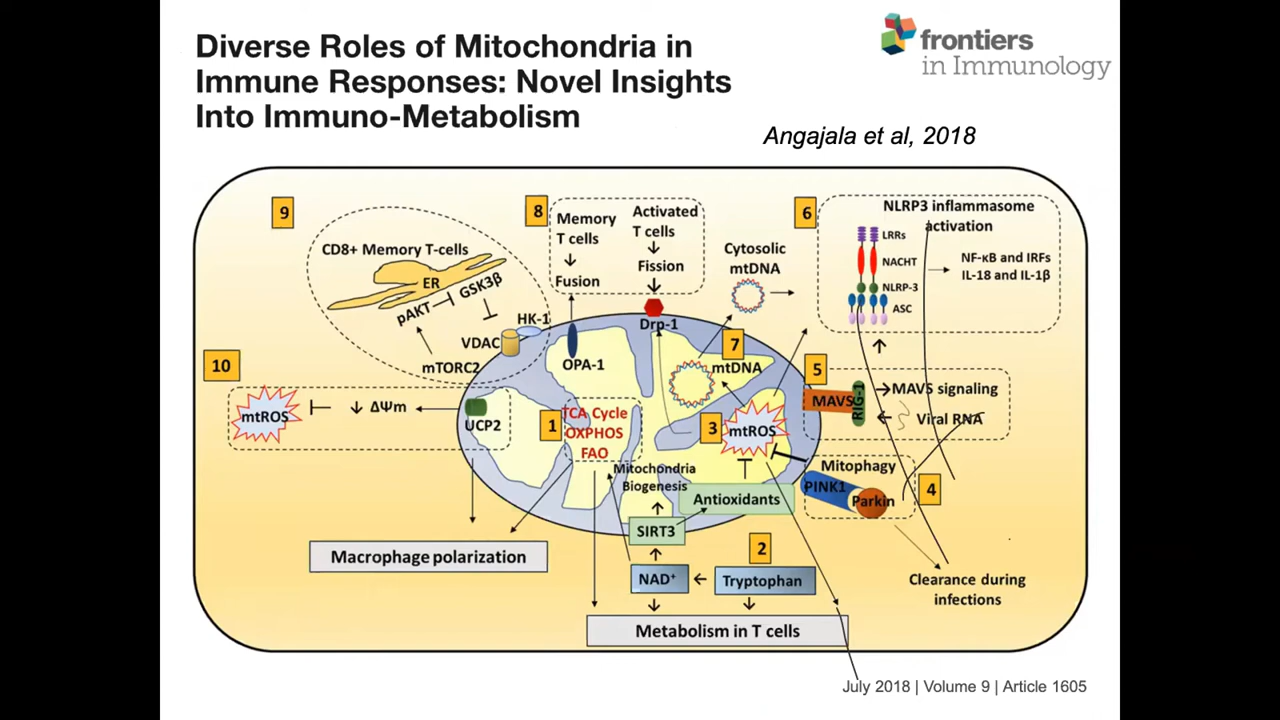 Diverse Roles of Mitochondria in
Immune Responses: Novel Insights
Into Immuno-Metabolism
frontiers
in Immunology
Angajala et al, 2018
9
CD8+ Memory T-cells
ER
pAKT
GSK3β
HK-1
VDAC
mTORC2
8
Memory
T cells
Fusion
Activated
T cells
Fission
Drp-1
OPA-1
Cytosolic
mtDNA
6
NLRP3 inflammasome
activation
LRRs
NACHT
NLRP-3
ASC
NF-κB and IRFs
IL-18 and IL-1β
10
mtROS
↓ ΔΨm
UCP2
1
TCA Cycle
OXPHOS
FAO
7
mtDNA
3
mtROS
5
MAVS
RIG-1
MAVS signaling
Viral RNA
Mitophagy
PINK1
Parkin
4
Mitochondria
Biogenesis
Antioxidants
SIRT3
2
NAD+
Tryptophan
Macrophage polarization
Metabolism in T cells
Clearance during
infections
July 2018 | Volume 9 | Article 1605